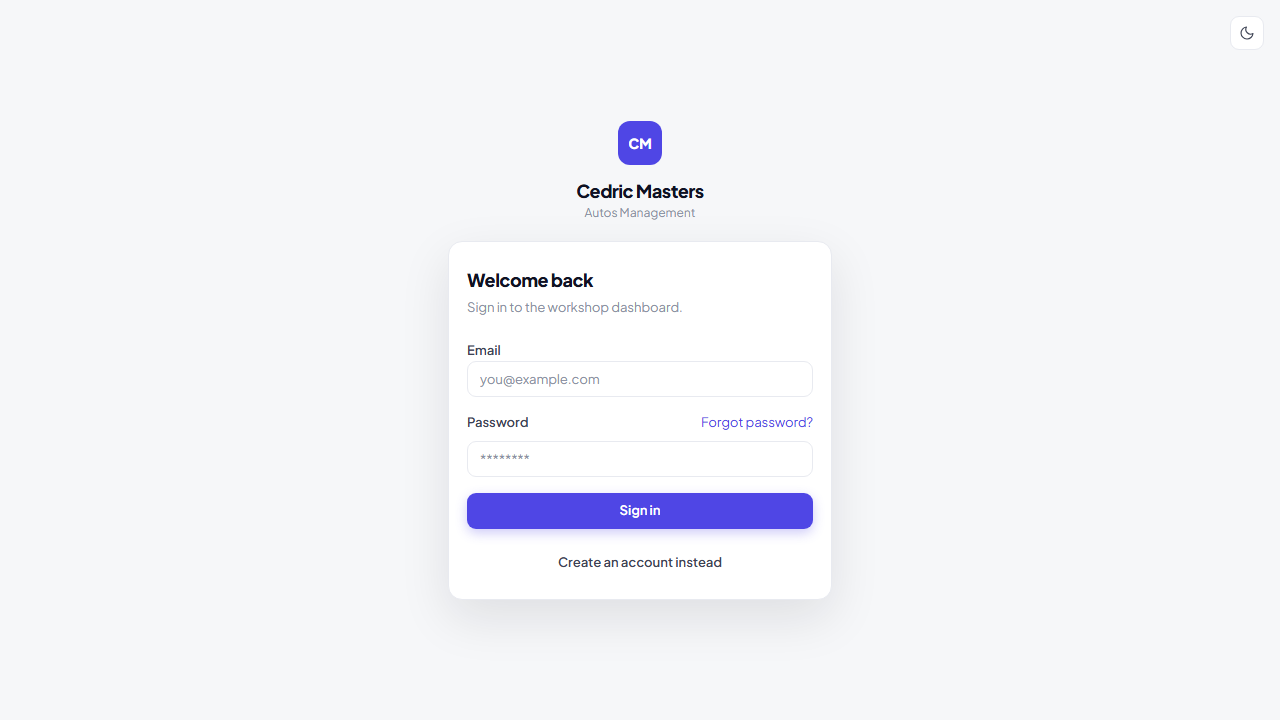 CM
Cedric Masters
Autos Management
Welcome back
Sign in to the workshop dashboard.
Email
you@example.com
Password Forgot password?
********
Sign in
Create an account instead